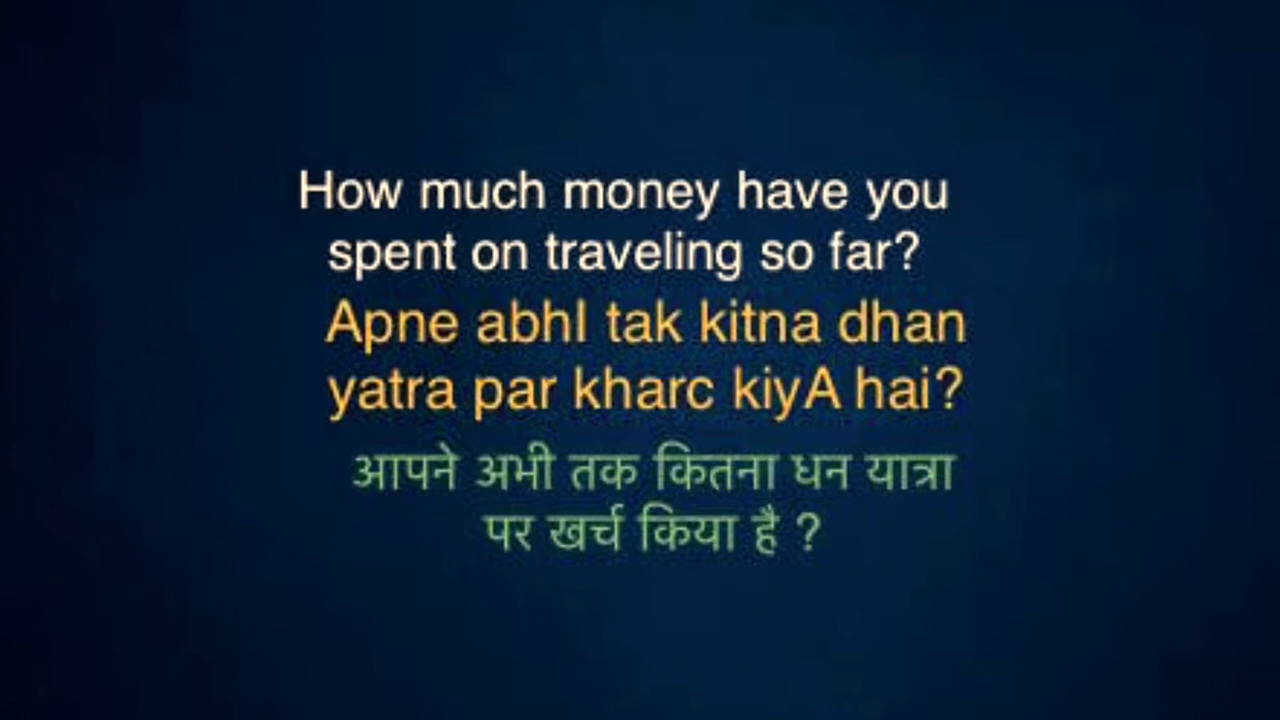 How much money have you
spent on traveling so far?
Apne abhI tak kitna dhan
yatra par kharc kiyA hai?
आपने अभी तक कितना धन यात्रा
पर खर्च किया है ?